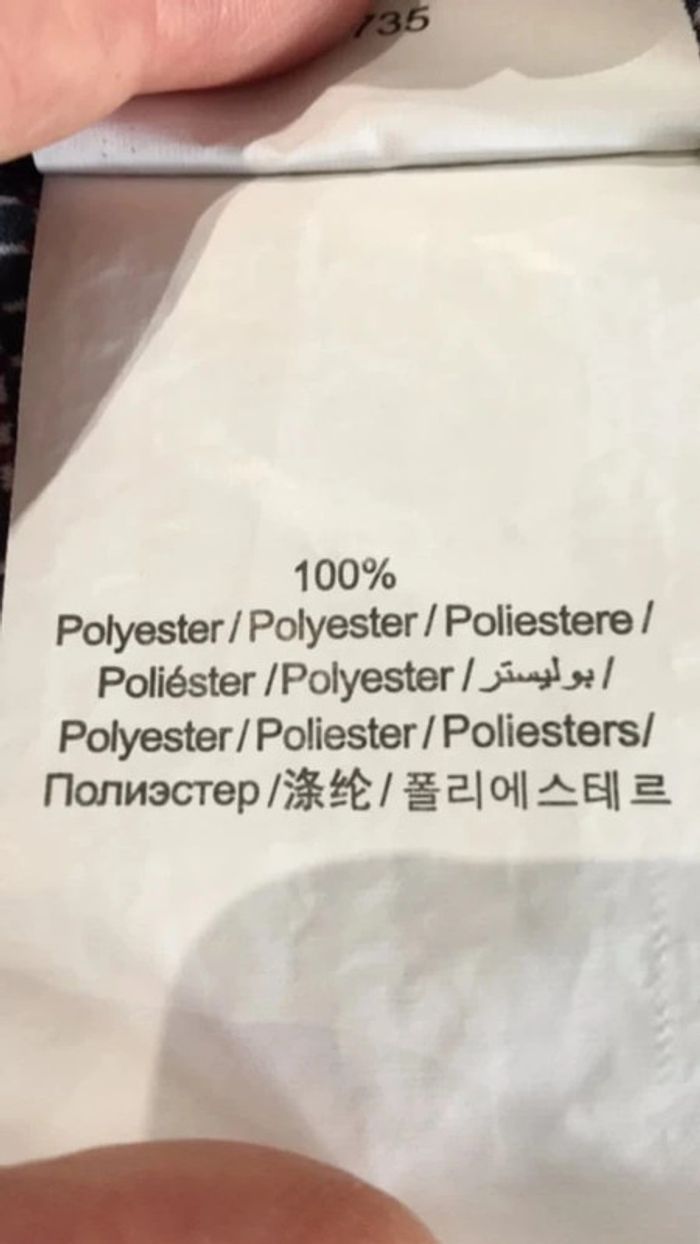 735
100%
Polyester / Polyester / Poliestere /
Poliéster / Polyester / بوليستر /
Polyester / Poliester / Poliesters/
Полиэстер /涤纶 / 폴리에스테르